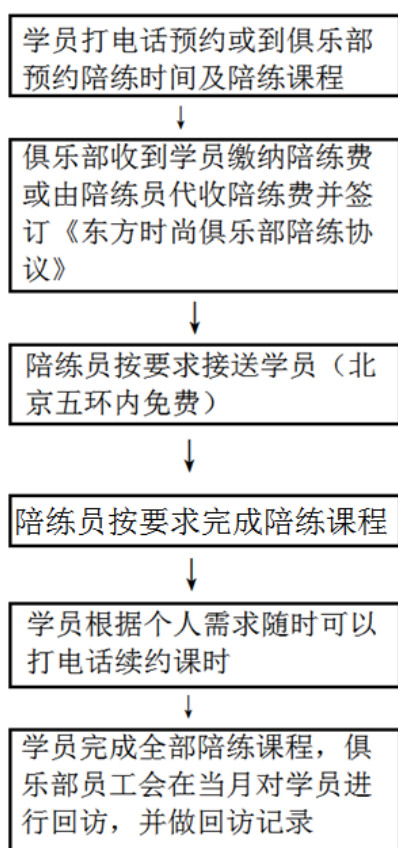 学员打电话预约或到俱乐部
预约陪练时间及陪练课程
俱乐部收到学员缴纳陪练费
或由陪练员代收陪练费并签
订《东方时尚俱乐部陪练协
议》
陪练员按要求接送学员（北
京五环内免费）
陪练员按要求完成陪练课程
学员根据个人需求随时可以
打电话续约课时
学员完成全部陪练课程，俱
乐部员工会在当月对学员进
行回访，并做回访记录